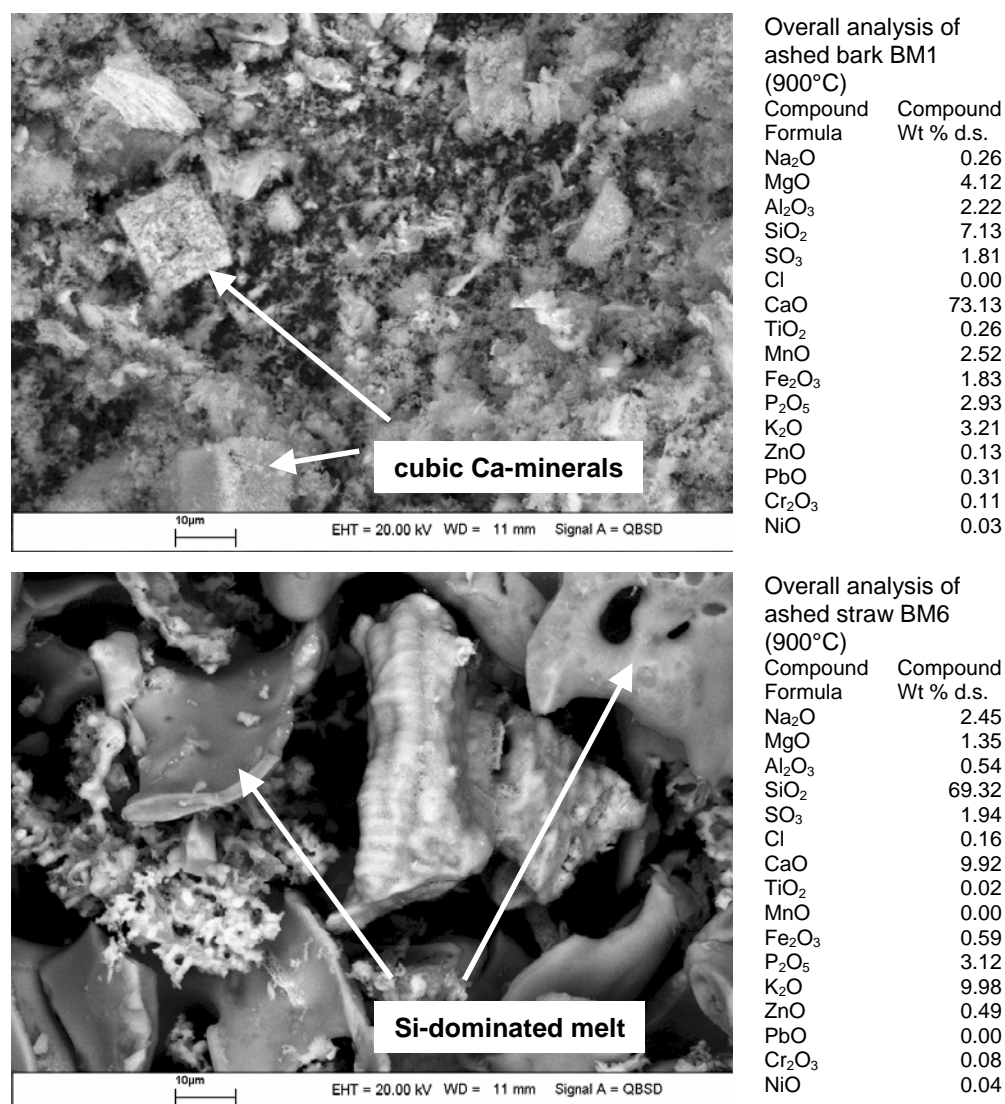 Overall analysis of
ashed bark BM1
(900°C)
Compound Compound
Formula Wt % d.s.
Na₂O 0.26
MgO 4.12
Al₂O₃ 2.22
SiO₂ 7.13
SO₃ 1.81
Cl 0.00
CaO 73.13
TiO₂ 0.26
MnO 2.52
Fe₂O₃ 1.83
P₂O₅ 2.93
K₂O 3.21
ZnO 0.13
PbO 0.31
Cr₂O₃ 0.11
NiO 0.03
cubic Ca-minerals
10µm EHT = 20.00 kV WD = 11 mm Signal A = QBSD
Overall analysis of
ashed straw BM6
(900°C)
Compound Compound
Formula Wt % d.s.
Na₂O 2.45
MgO 1.35
Al₂O₃ 0.54
SiO₂ 69.32
SO₃ 1.94
Cl 0.16
CaO 9.92
TiO₂ 0.02
MnO 0.00
Fe₂O₃ 0.59
P₂O₅ 3.12
K₂O 9.98
ZnO 0.49
PbO 0.00
Cr₂O₃ 0.08
NiO 0.04
Si-dominated melt
10µm EHT = 20.00 kV WD = 11 mm Signal A = QBSD